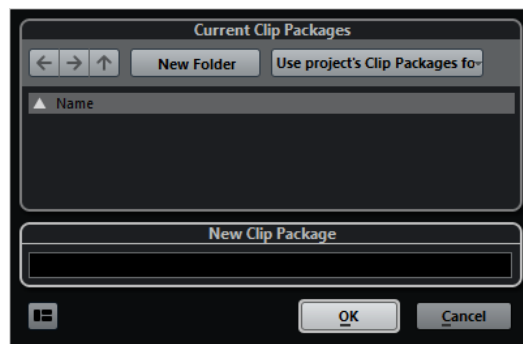 Current Clip Packages
New Folder
Use project's Clip Packages fo
Name
New Clip Package
OK
Cancel